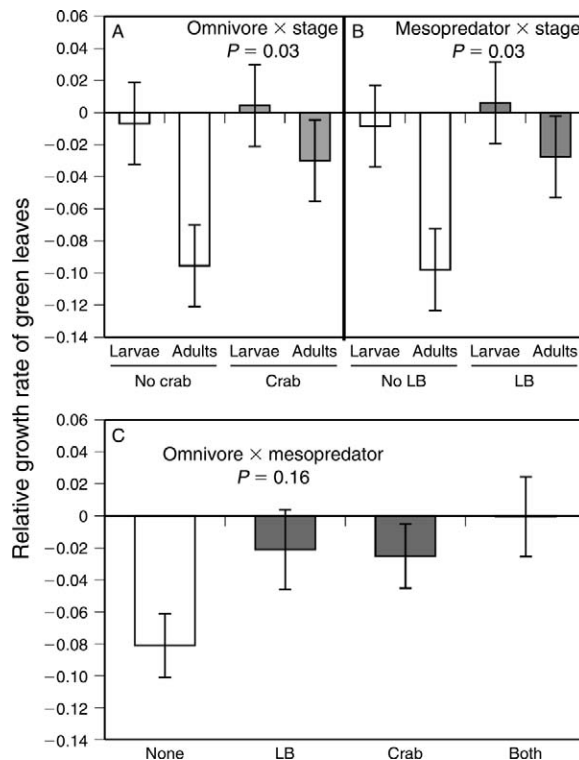 Relative growth rate of green leaves
0.06
0.04
0.02
0
−0.02
−0.04
−0.06
−0.08
−0.10
−0.12
−0.14
A
Omnivore × stage
P = 0.03
B
Mesopredator × stage
P = 0.03
Larvae Adults Larvae Adults Larvae Adults Larvae Adults
No crab Crab No LB LB
0.06
0.04
0.02
0
−0.02
−0.04
−0.06
−0.08
−0.10
−0.12
−0.14
C
Omnivore × mesopredator
P = 0.16
None LB Crab Both